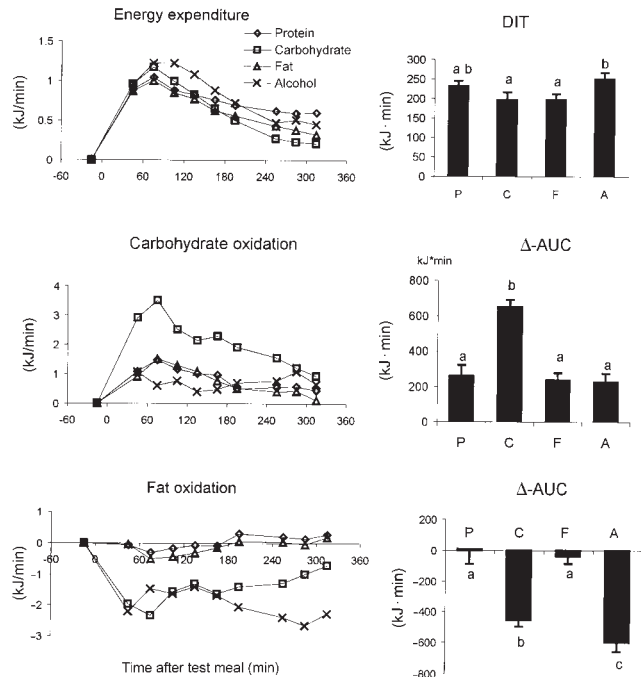 Energy expenditure
Protein
Carbohydrate
Fat
Alcohol
(kJ/min)
1.5
1
0.5
0
-60 0 60 120 180 240 300 360
DIT
(kJ · min)
300
250
200
150
100
50
0
a b a a b
P C F A
Carbohydrate oxidation
(kJ/min)
4
3
2
1
0
-60 0 60 120 180 240 300 360
Δ-AUC
kJ*min
(kJ · min)
800
600
400
200
0
a b a a
P C F A
Fat oxidation
(kJ/min)
1
0
-1
-2
-3
-60 0 60 120 180 240 300 360
Time after test meal (min)
Δ-AUC
(kJ · min)
200
0
-200
-400
-600
-800
P C F A
a b a c